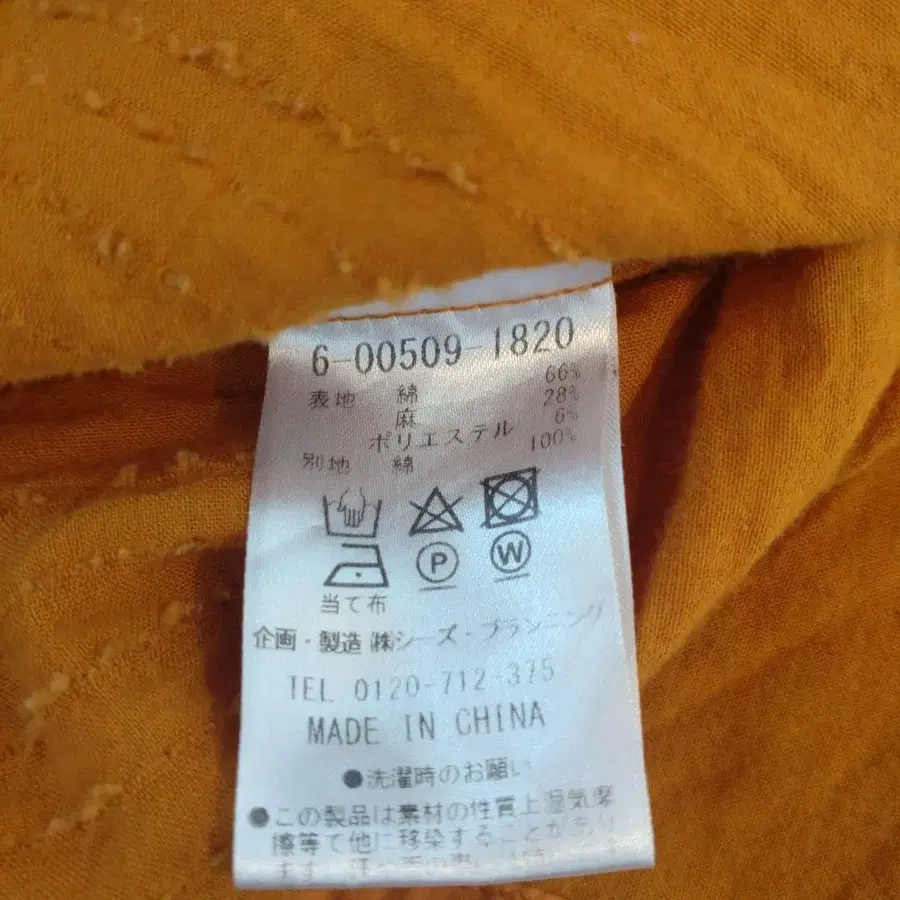 6-00509-1820
表地 綿 66%
麻 28%
ポリエステル 6%
別地 綿 100%
P W
当て布
企画・製造 ㈱シーズ・プランニング
TEL 0120-712-375
MADE IN CHINA
●洗濯時のお願い
●この製品は素材の性質上湿気摩
擦等て他に移染することがあり
ます